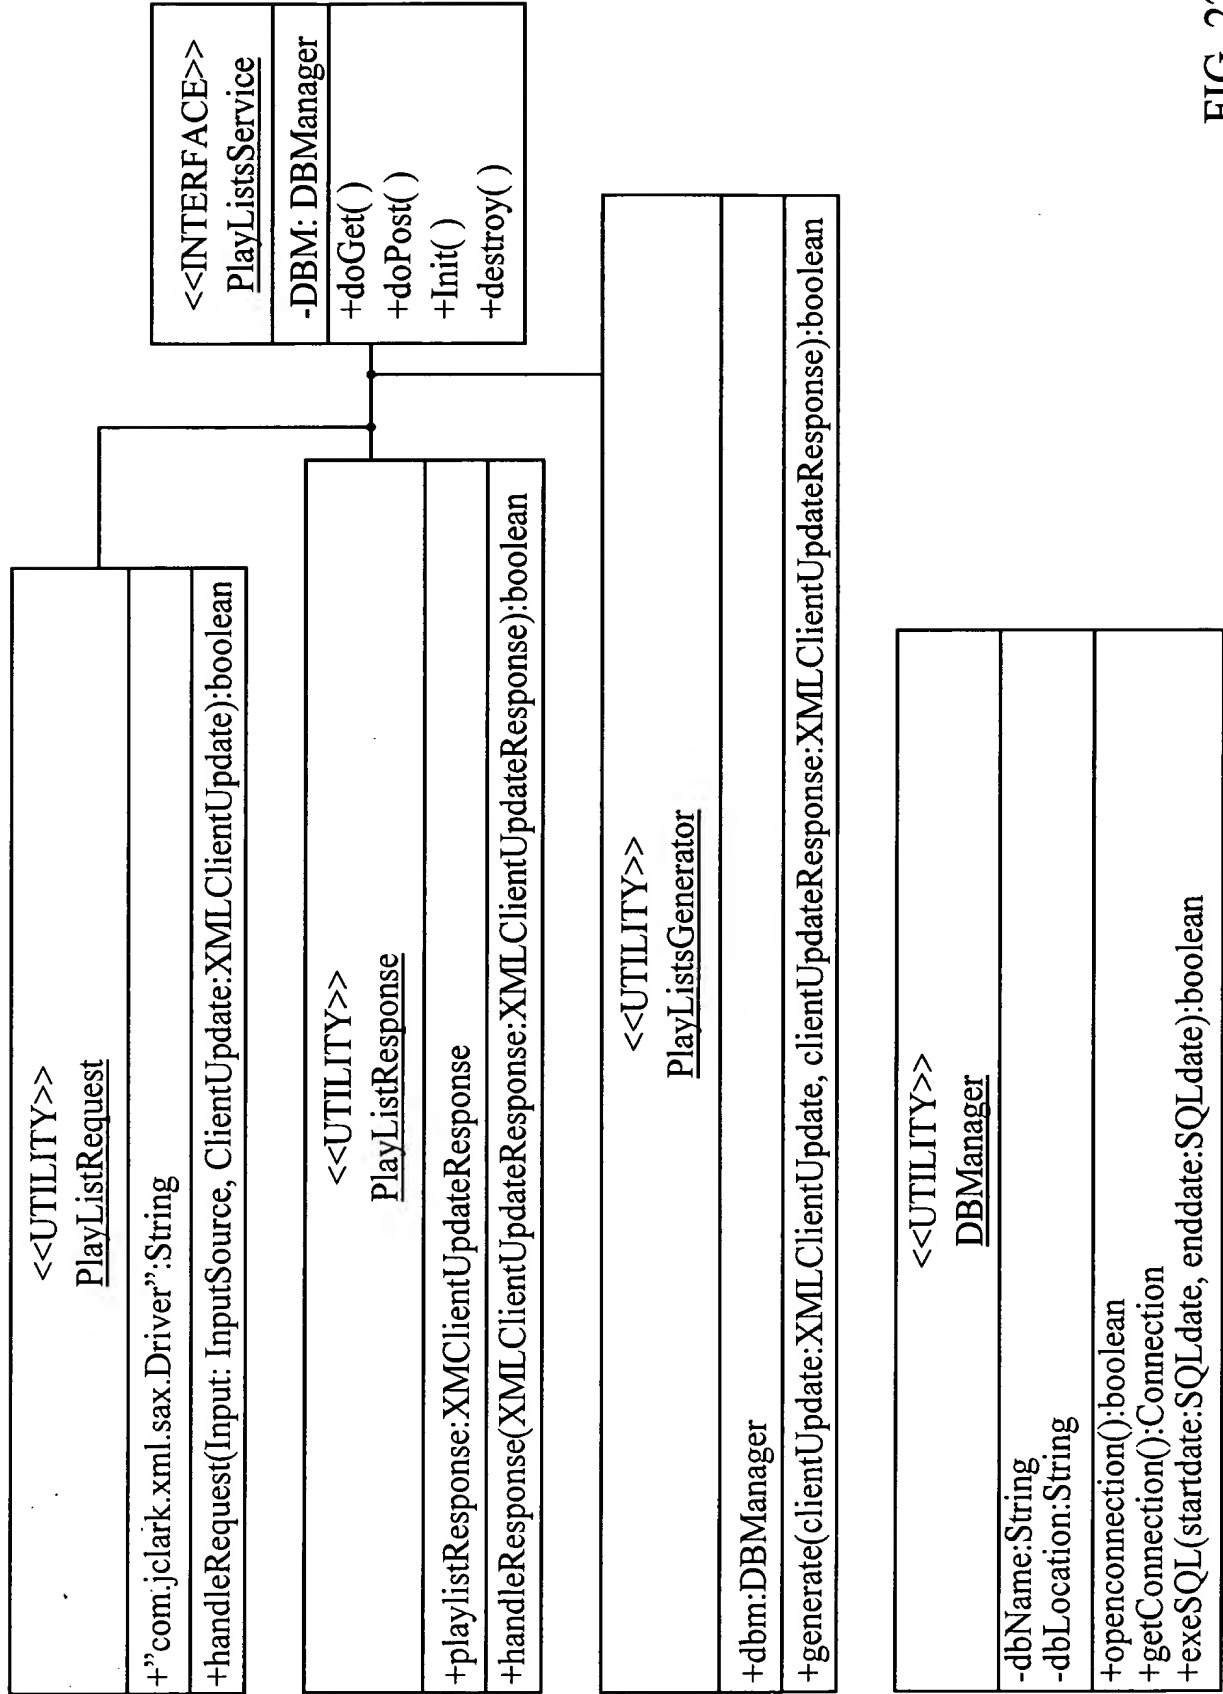 <<UTILITY>>
PlayListRequest
+"com.jclark.xml.sax.Driver":String
+handleRequest(Input: InputSource, ClientUpdate:XMLClientUpdate):boolean
<<UTILITY>>
PlayListResponse
+playlistResponse:XMClientUpdateResponse
+handleResponse(XMLClientUpdateResponse:XMLClientUpdateResponse):boolean
<<INTERFACE>>
PlayListsService
-DBM: DBManager
+doGet( )
+doPost( )
+Init( )
+destroy( )
<<UTILITY>>
PlayListsGenerator
+dbm:DBManager
+generate(clientUpdate:XMLClientUpdate, clientUpdateResponse:XMLClientUpdateResponse):boolean
<<UTILITY>>
DBManager
-dbName:String
-dbLocation:String
+openconnection():boolean
+getConnection():Connection
+exeSQL(startdate:SQLdate, enddate:SQLdate):boolean
FIG.